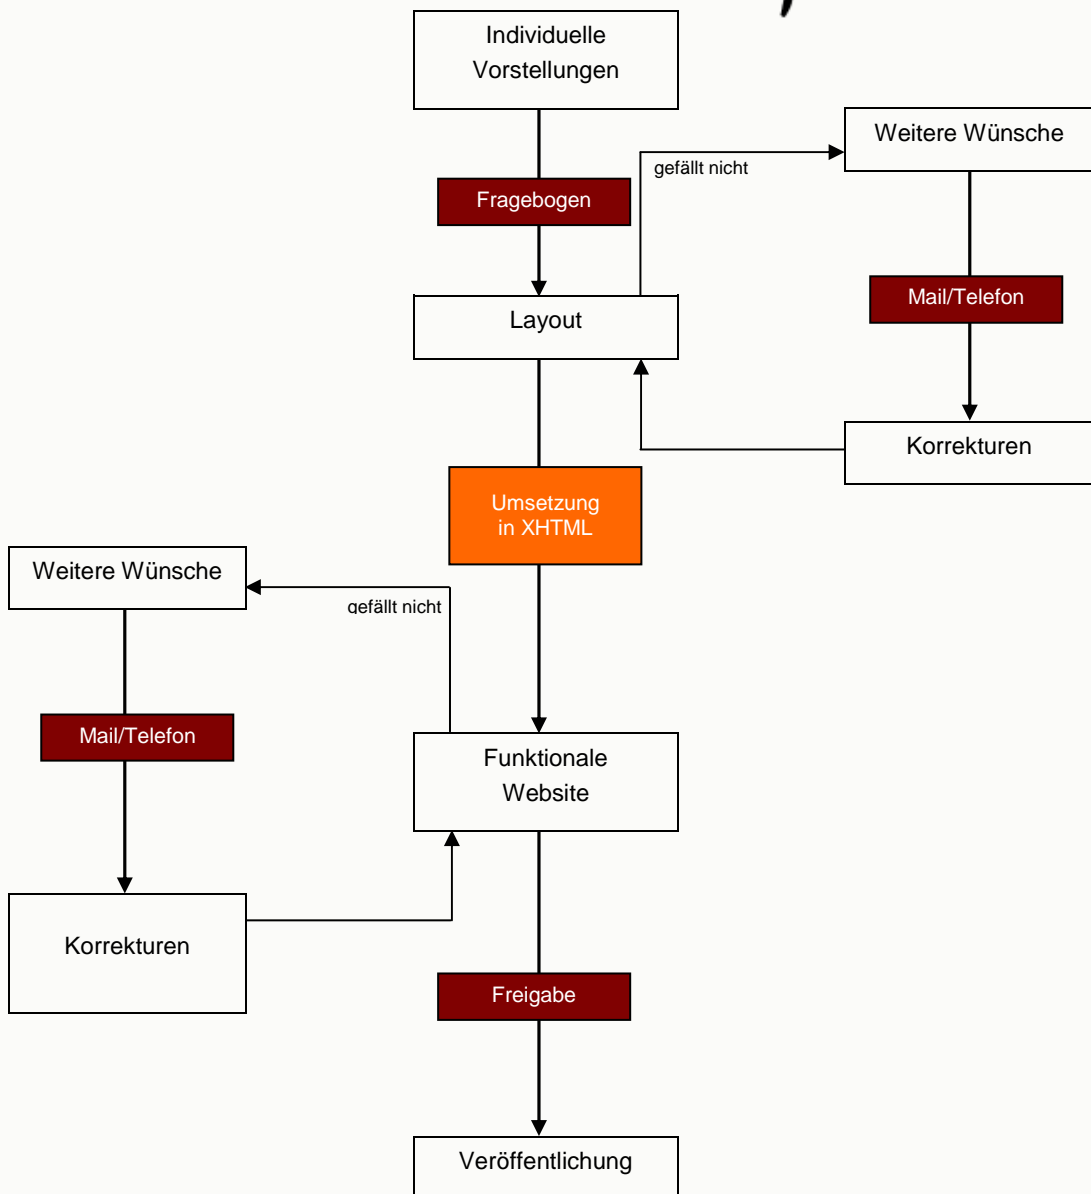 Individuelle
Vorstellungen
Weitere Wünsche
gefällt nicht
Fragebogen
Mail/Telefon
Layout
Korrekturen
Umsetzung
in XHTML
Weitere Wünsche
gefällt nicht
Mail/Telefon
Funktionale
Website
Korrekturen
Freigabe
Veröffentlichung